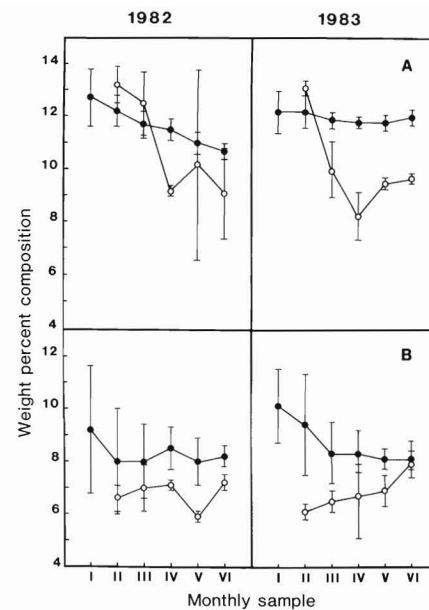 1982 1983
A
14
12
10
8
6
4
B
12
10
8
6
4
Weight percent composition
I II III IV V VI I II III IV V VI
Monthly sample